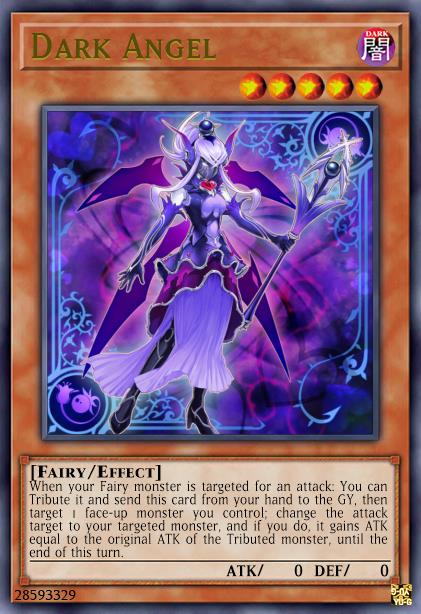 DARK ANGEL
DARK
闇
[FAIRY/EFFECT]
When your Fairy monster is targeted for an attack: You can
Tribute it and send this card from your hand to the GY, then
target 1 face-up monster you control; change the attack
target to your targeted monster, and if you do, it gains ATK
equal to the original ATK of the Tributed monster, until the
end of this turn.
ATK/ 0 DEF/ 0
28593329